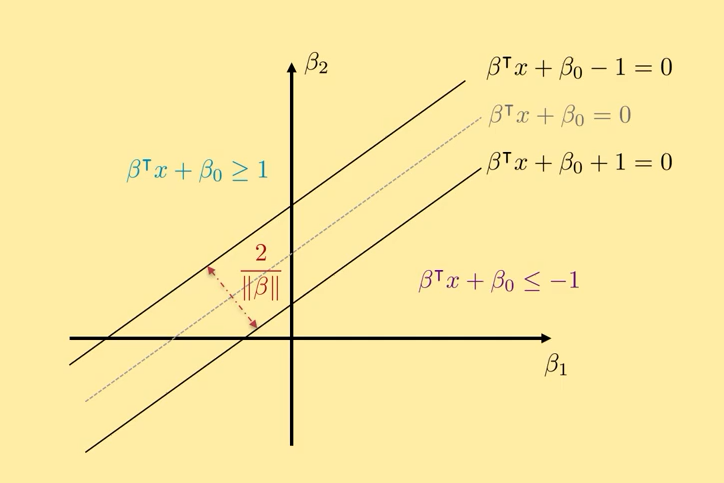 β₂
βᵀx + β₀ − 1 = 0
βᵀx + β₀ = 0
βᵀx + β₀ ≥ 1
βᵀx + β₀ + 1 = 0
2
‖β‖
βᵀx + β₀ ≤ −1
β₁